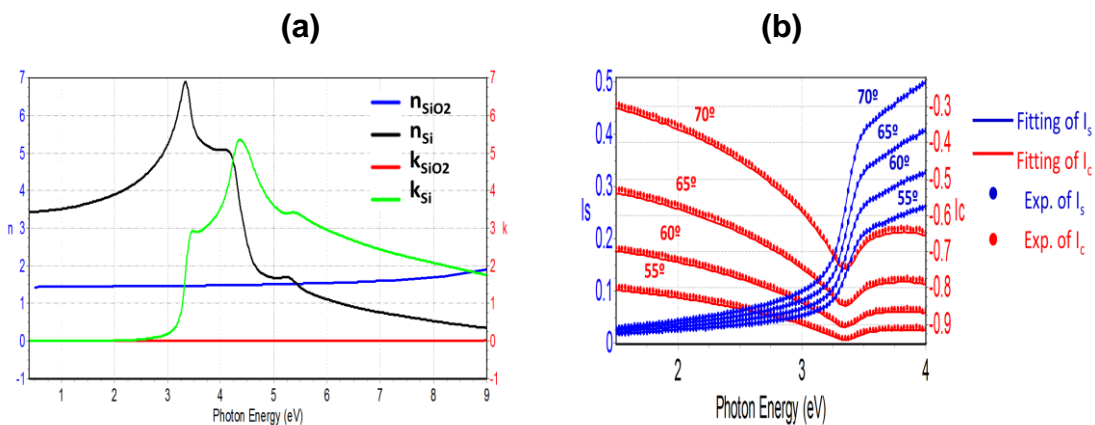 (a)
(b)
7
6
5
4
3
2
1
0
-1
n
7
6
5
4
3
2
1
0
-1
k
nSiO2
nSi
kSiO2
kSi
1
2
3
4
5
6
7
8
9
Photon Energy (eV)
0.5
0.4
0.3
0.2
0.1
0
Is
-0.3
-0.4
-0.5
-0.6
-0.7
-0.8
-0.9
Ic
70º
65º
60º
55º
70º
65º
60º
55º
2
3
4
Photon Energy (eV)
Fitting of Is
Fitting of Ic
Exp. of Is
Exp. of Ic